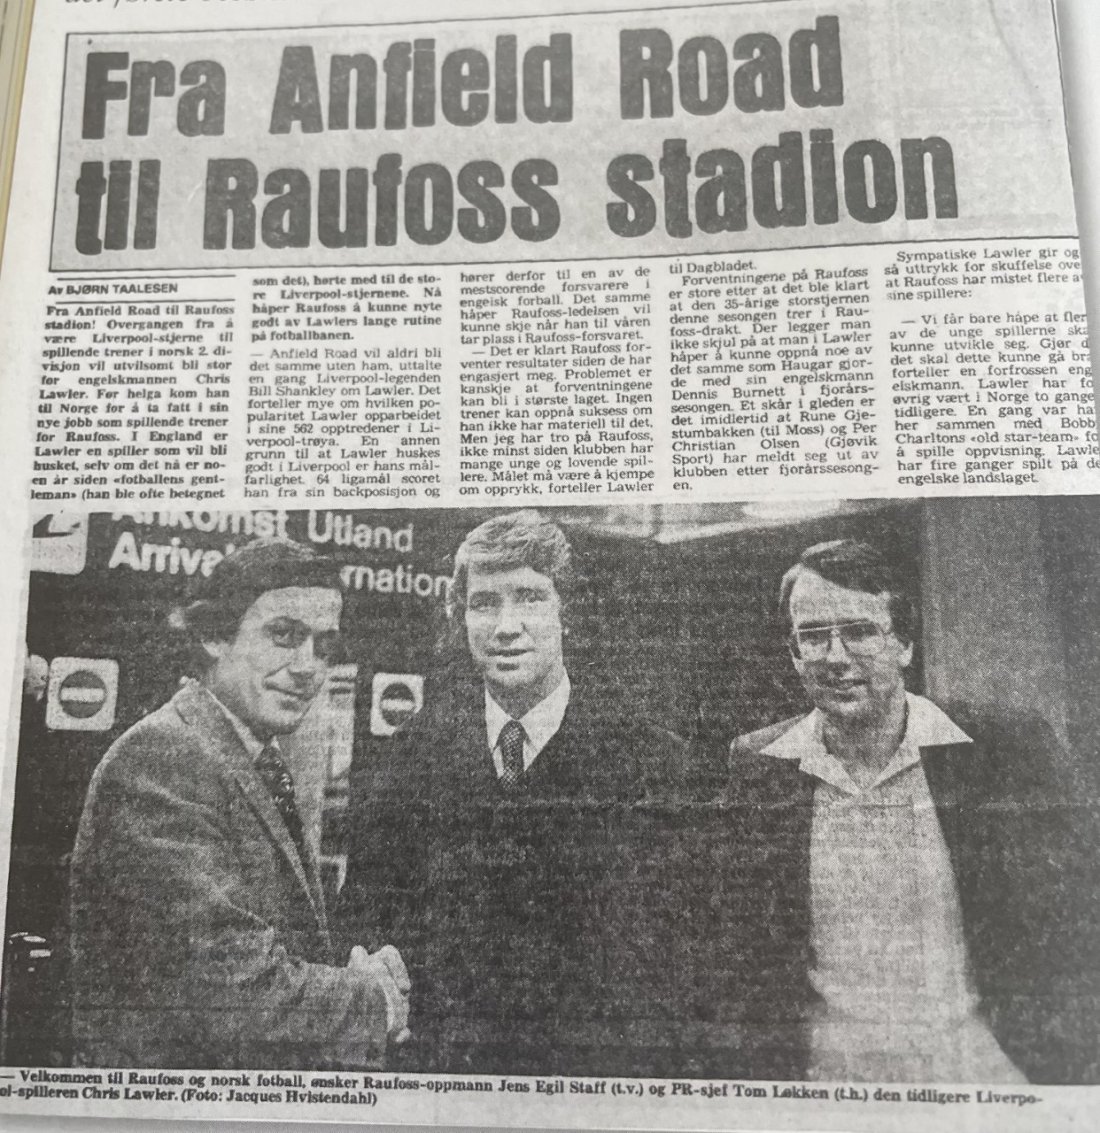 Fra Anfield Road
til Raufoss stadion
Av BJØRN TAALESEN
Fra Anfield Road til Raufoss
stadion! Overgangen fra å
være Liverpool-stjerne til
spillende trener i norsk 2. di-
visjon vil utvilsomt bli stor
for engelskmannen Chris
Lawler. Før helga kom han
til Norge for å ta fatt i sin
nye jobb som spillende trener
for Raufoss. I England er
Lawler en spiller som vil bli
husket, selv om det nå er no-
en år siden «fotballens gent-
leman» (han ble ofte betegnet
som det), hørte med til de sto-
re Liverpool-stjernene. Nå
håper Raufoss å kunne nyte
godt av Lawlers lange rutine
på fotballbanen.
— Anfield Road vil aldri bli
det samme uten ham, uttalte
en gang Liverpool-legenden
Bill Shankley om Lawler. Det
forteller mye om hvilken po-
pularitet Lawler opparbeidet
i sine 562 opptredener i Li-
verpool-trøya. En annen
grunn til at Lawler huskes
godt i Liverpool er hans mål-
farlighet. 64 ligamål scoret
han fra sin backposisjon og
hører derfor til en av de
mestscorende forsvarere i
engelsk forball. Det samme
håper Raufoss-ledelsen vil
kunne skje når han til våren
tar plass i Raufoss-forsvaret.
— Det er klart Raufoss for-
venter resultater siden de har
engasjert meg. Problemet er
kanskje at forventningene
kan bli i største laget. Ingen
trener kan oppnå suksess om
han ikke har materiell til det.
Men jeg har tro på Raufoss,
ikke minst siden klubben har
mange unge og lovende spil-
lere. Målet må være å kjempe
om opprykk, forteller Lawler
til Dagbladet.
Forventningene på Raufoss
er store etter at det ble klart
at den 35-årige storstjernen
denne sesongen trer i Rau-
foss-drakt. Der legger man
ikke skjul på at man i Lawler
håper å kunne oppnå noe av
det samme som Haugar gjor-
de med sin engelskmann
Dennis Burnett i fjorårs-
sesongen. Et skår i gleden er
det imidlertid at Rune Gje-
stumbakken (til Moss) og Per
Christian Olsen (Gjøvik
Sport) har meldt seg ut av
klubben etter fjorårssesong-
en.
Sympatiske Lawler gir og
så uttrykk for skuffelse ove
at Raufoss har mistet flere a
sine spillere:
— Vi får bare håpe at fler
av de unge spillerne ska
kunne utvikle seg. Gjør d
det skal dette kunne gå bra
forteller en forfrossen eng
elskmann. Lawler har fo
øvrig vært i Norge to gange
tidligere. En gang var ha
her sammen med Bobb
Charltons «old star-team» fo
å spille oppvisning. Lawle
har fire ganger spilt på de
engelske landslaget.
Ankomst Utland
Arriva rnation
— Velkommen til Raufoss og norsk fotball, ønsker Raufoss-oppmann Jens Egil Staff (t.v.) og PR-sjef Tom Løkken (t.h.) den tidligere Liverpo-
ol-spilleren Chris Lawler. (Foto: Jacques Hvistendahl)